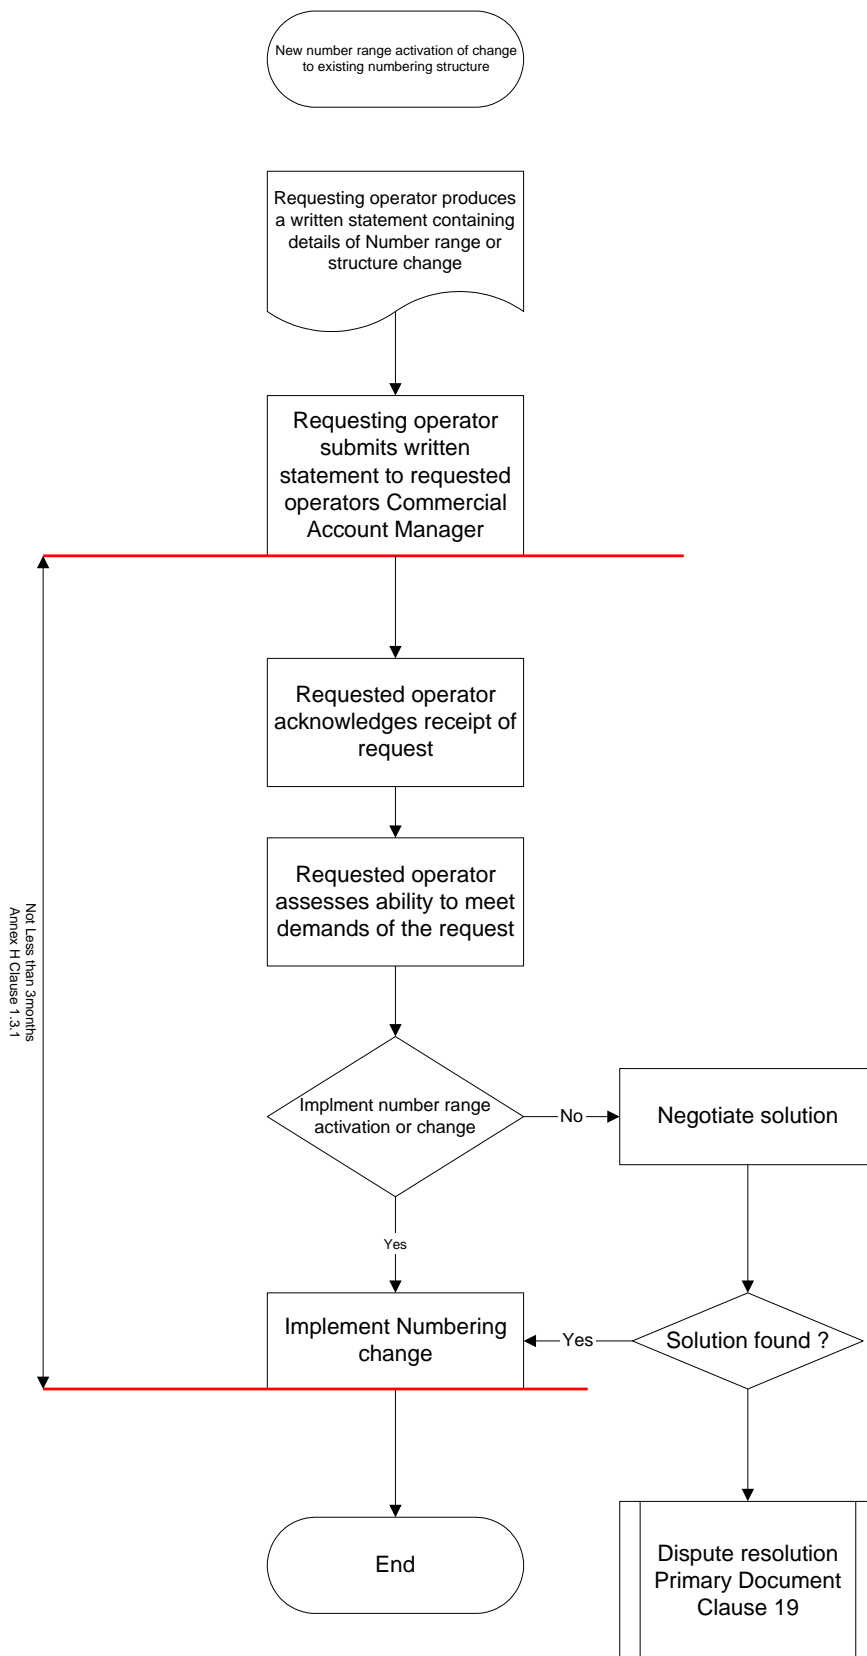 New number range activation of change
to existing numbering structure
Requesting operator produces
a written statement containing
details of Number range or
structure change
Requesting operator
submits written
statement to requested
operators Commercial
Account Manager
Requested operator
acknowledges receipt of
request
Requested operator
assesses ability to meet
demands of the request
Not Less than 3months
Annex H Clause 1.3.1
Implment number range
activation or change
No
Negotiate solution
Yes
Implement Numbering
change
Yes
Solution found ?
End
Dispute resolution
Primary Document
Clause 19